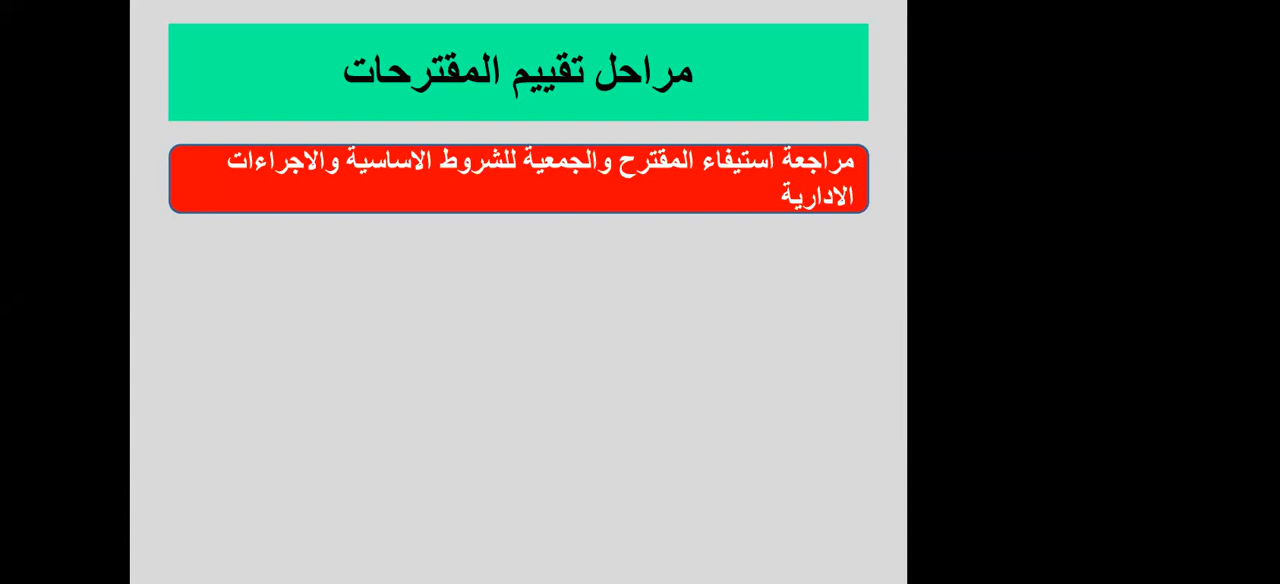 مراحل تقييم المقترحات
مراجعة استيفاء المقترح والجمعية للشروط الاساسية والاجراءات
الادارية